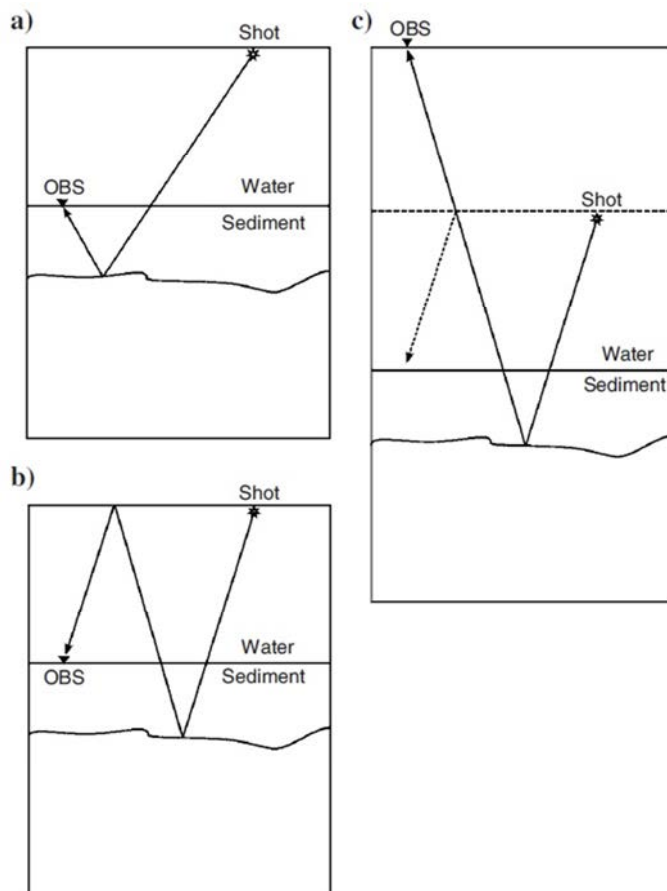 a)
Shot
OBS
Water
Sediment
b)
Shot
Water
OBS
Sediment
c)
OBS
Shot
Water
Sediment